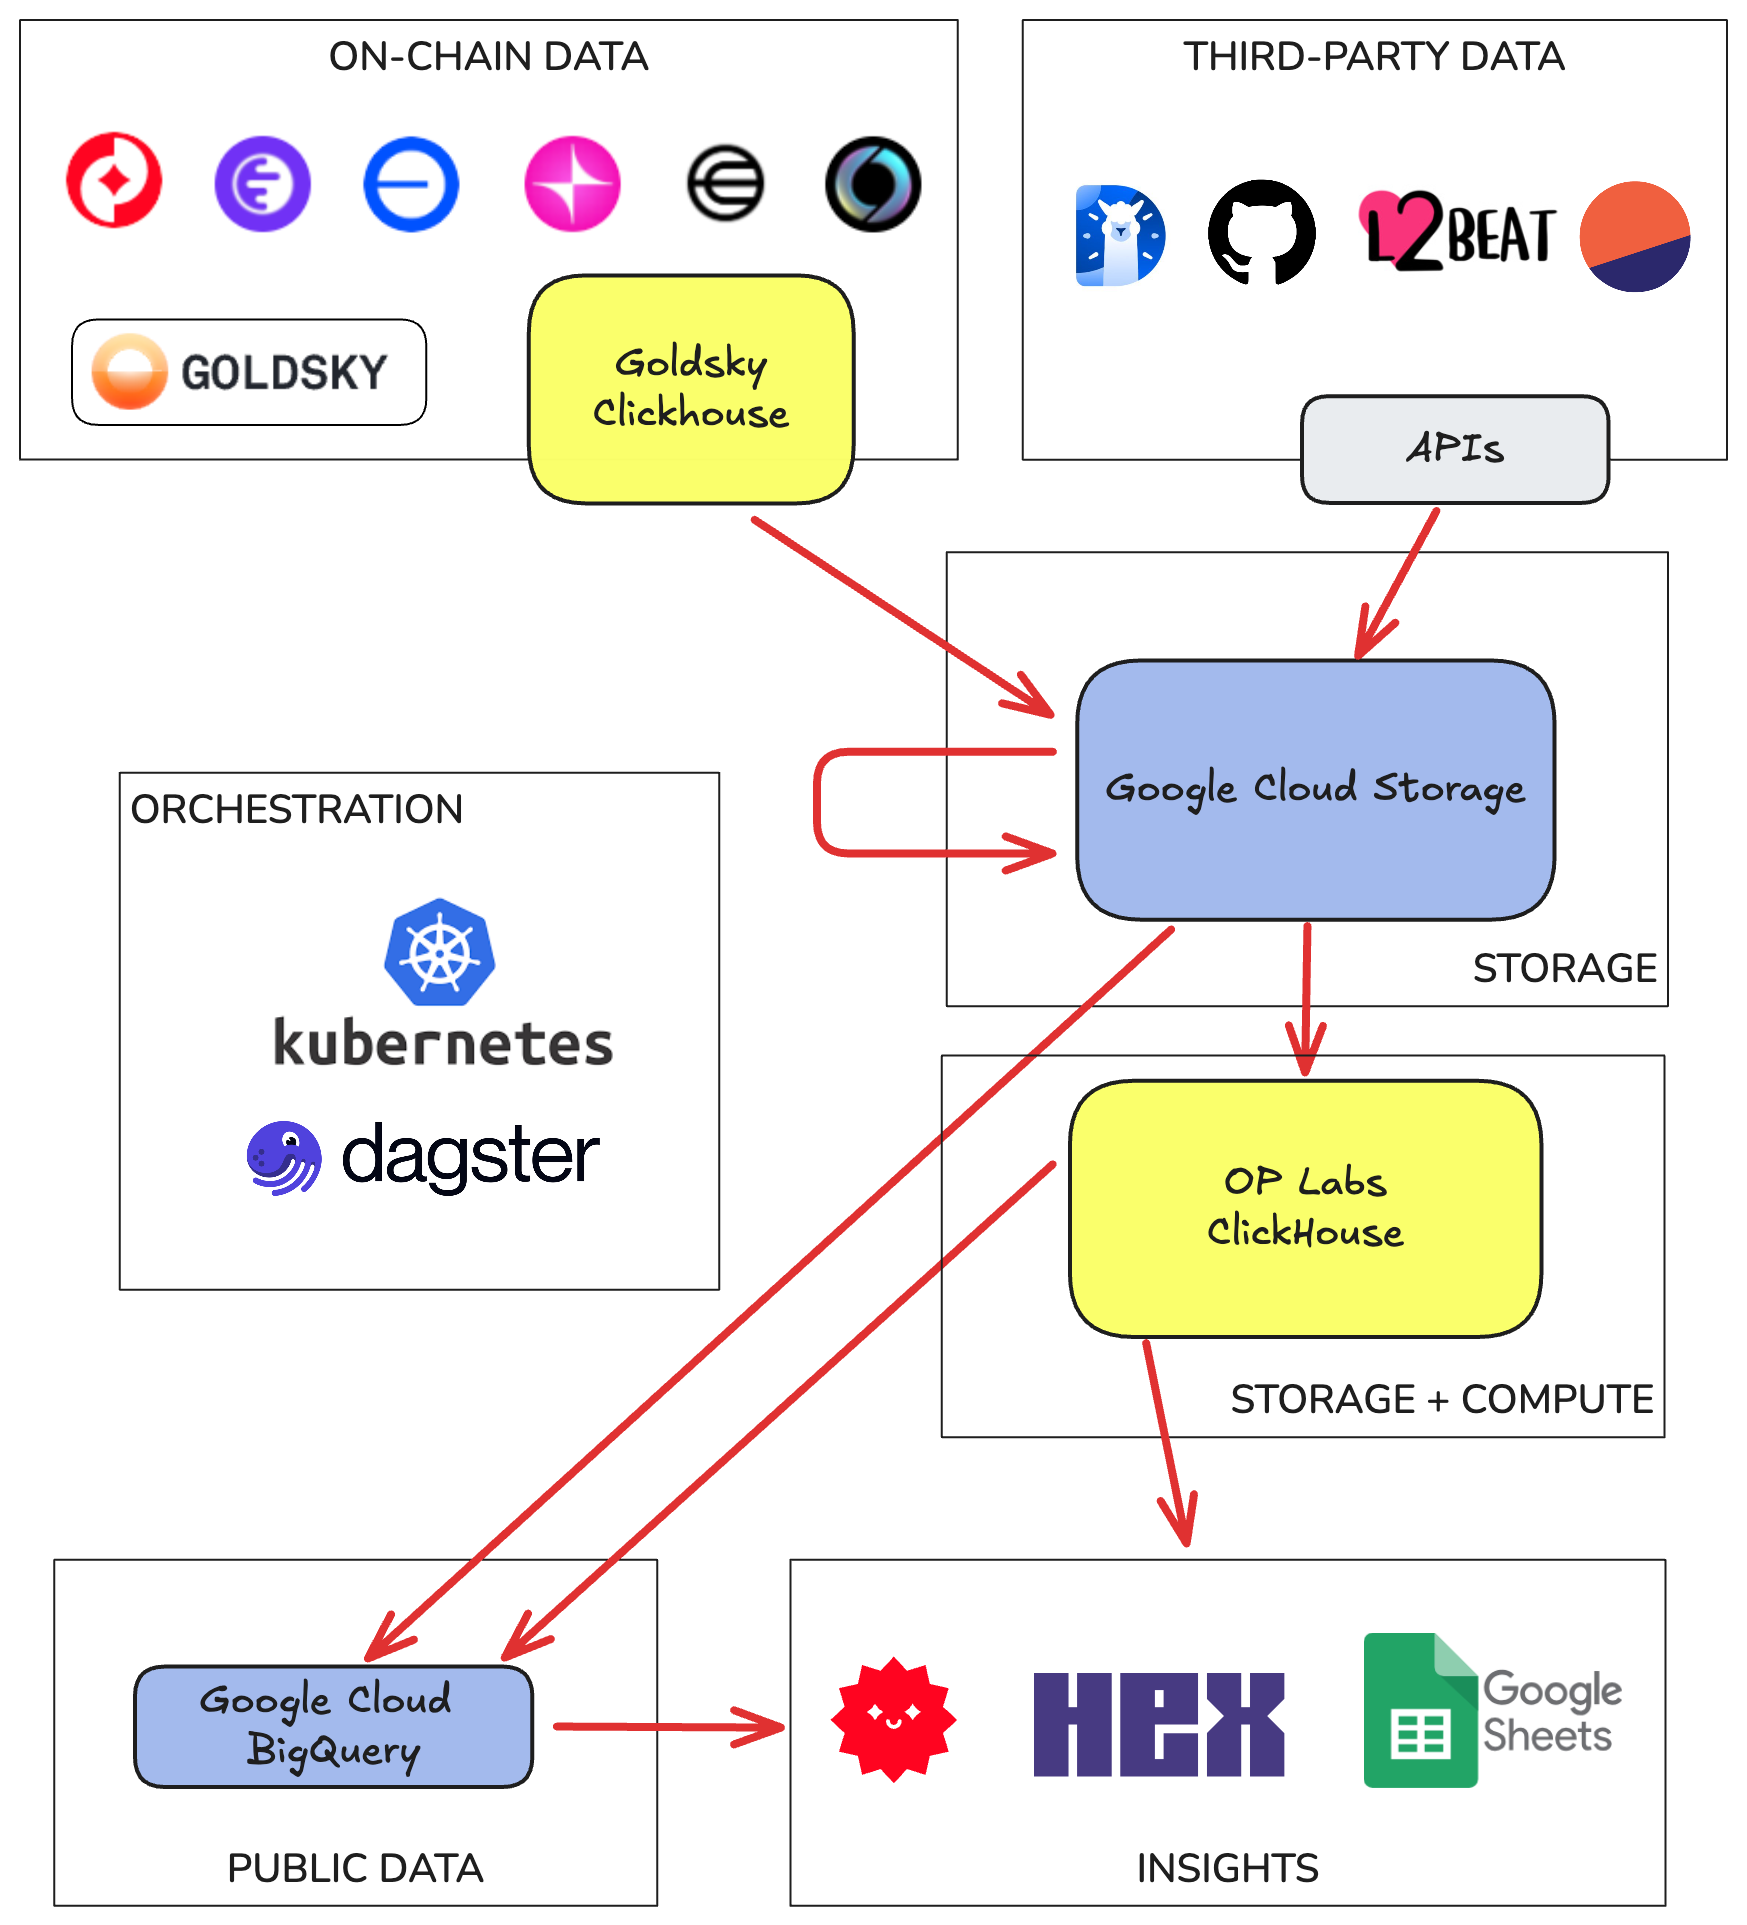 ON-CHAIN DATA
THIRD-PARTY DATA
L2BEAT
GOLDSKY
Goldsky
Clickhouse
APIs
Google Cloud Storage
STORAGE
ORCHESTRATION
kubernetes
dagster
OP Labs
ClickHouse
STORAGE + COMPUTE
Google Cloud
BigQuery
PUBLIC DATA
HEX
Google
Sheets
INSIGHTS